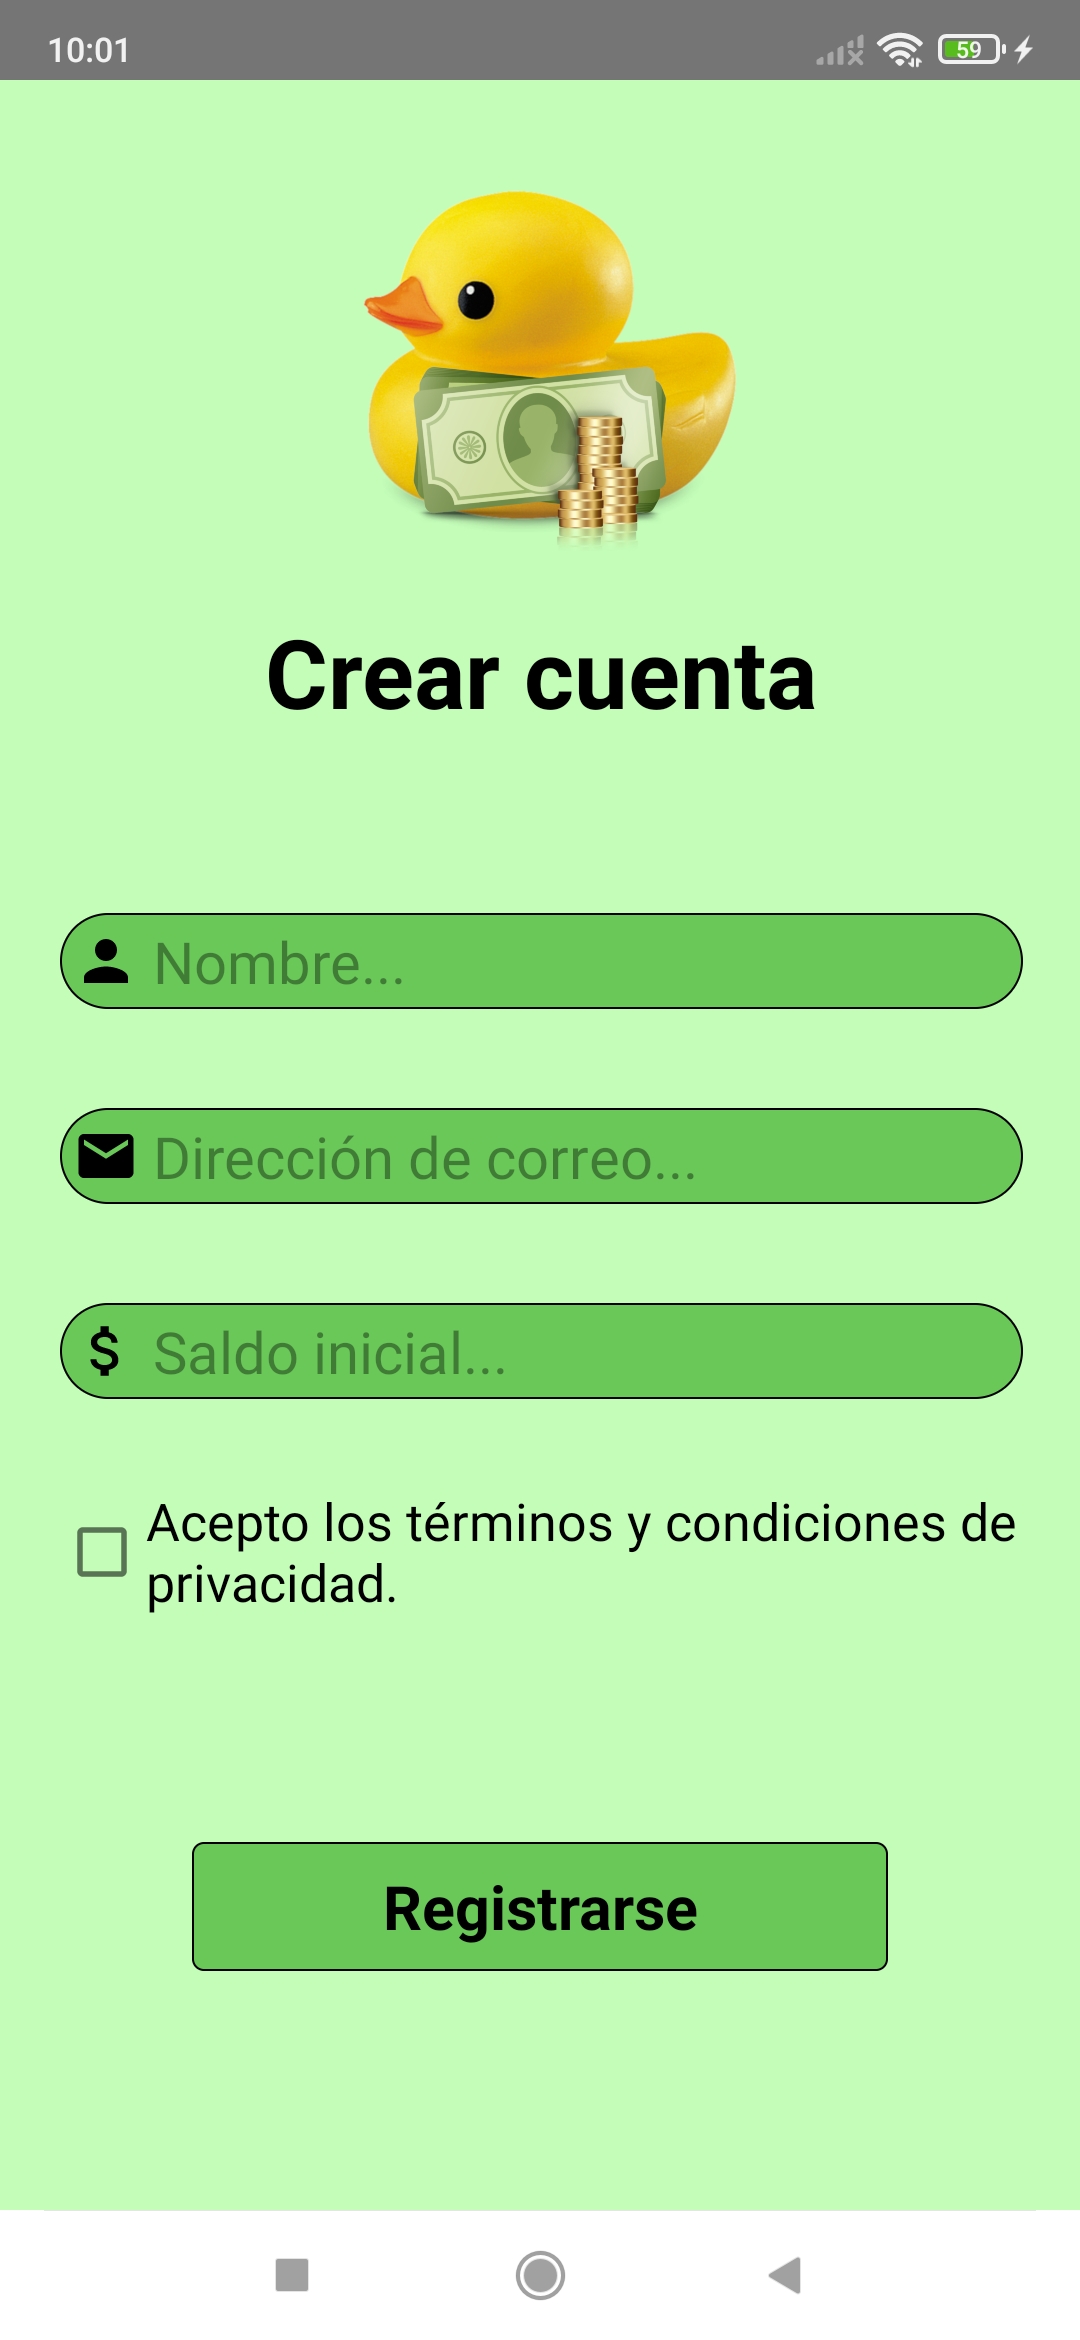 10:01
59
Crear cuenta
Nombre...
Dirección de correo...
$ Saldo inicial...
Acepto los términos y condiciones de
privacidad.
Registrarse